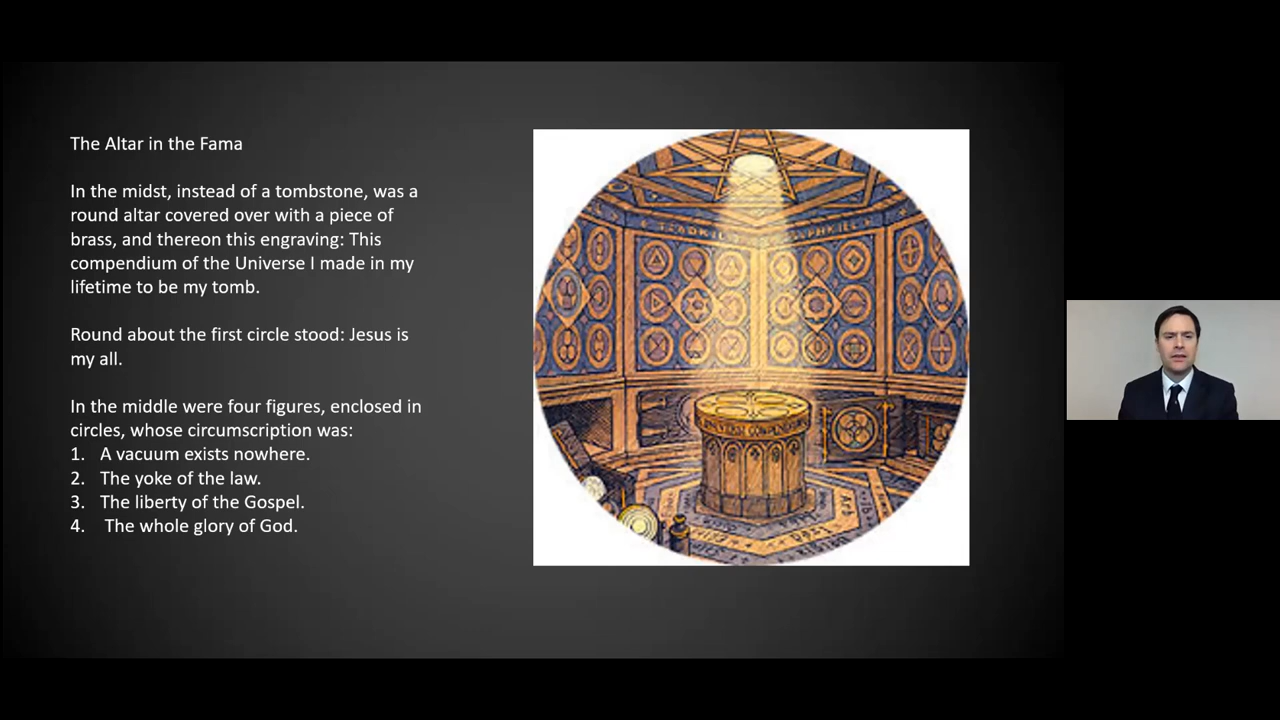 The Altar in the Fama
In the midst, instead of a tombstone, was a
round altar covered over with a piece of
brass, and thereon this engraving: This
compendium of the Universe I made in my
lifetime to be my tomb.
Round about the first circle stood: Jesus is
my all.
In the middle were four figures, enclosed in
circles, whose circumscription was:
1. A vacuum exists nowhere.
2. The yoke of the law.
3. The liberty of the Gospel.
4. The whole glory of God.